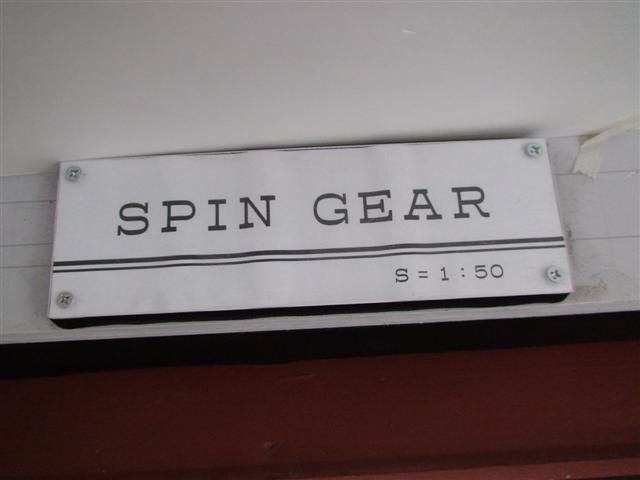 SPIN GEAR
S = 1 : 50